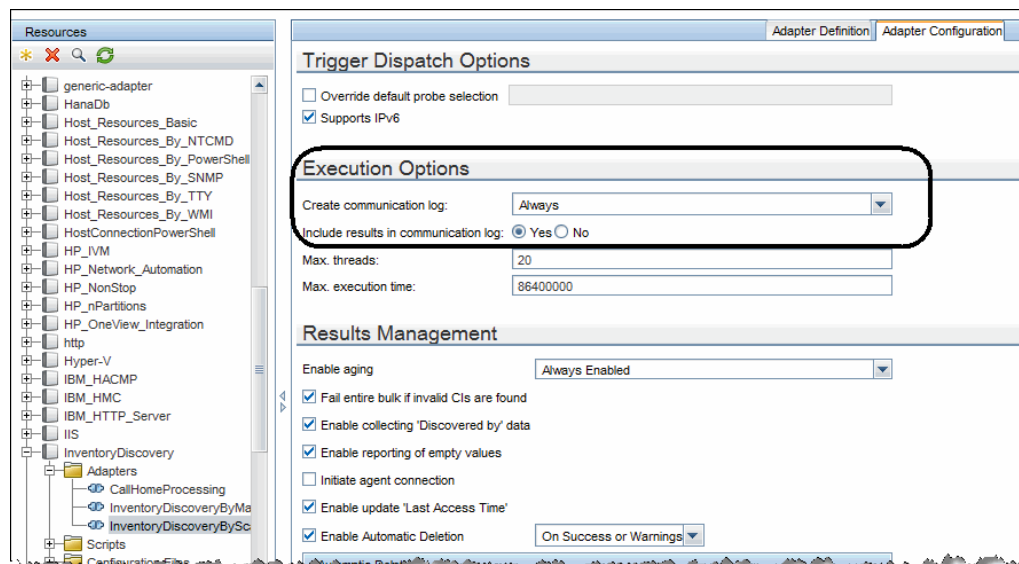 Resources
generic-adapter
HanaDb
Host_Resources_Basic
Host_Resources_By_NTCMD
Host_Resources_By_PowerShell
Host_Resources_By_SNMP
Host_Resources_By_TTY
Host_Resources_By_WMI
HostConnectionPowerShell
HP_IVM
HP_Network_Automation
HP_NonStop
HP_nPartitions
HP_OneView_Integration
http
Hyper-V
IBM_HACMP
IBM_HMC
IBM_HTTP_Server
IIS
InventoryDiscovery
Adapters
CallHomeProcessing
InventoryDiscoveryByMa
InventoryDiscoveryBySc
Scripts
ConfigurationFiles
Adapter Definition Adapter Configuration
Trigger Dispatch Options
Override default probe selection
Supports IPv6
Execution Options
Create communication log: Always
Include results in communication log: Yes No
Max. threads: 20
Max. execution time: 86400000
Results Management
Enable aging Always Enabled
Fail entire bulk if invalid CIs are found
Enable collecting 'Discovered by' data
Enable reporting of empty values
Initiate agent connection
Enable update 'Last Access Time'
Enable Automatic Deletion On Success or Warnings